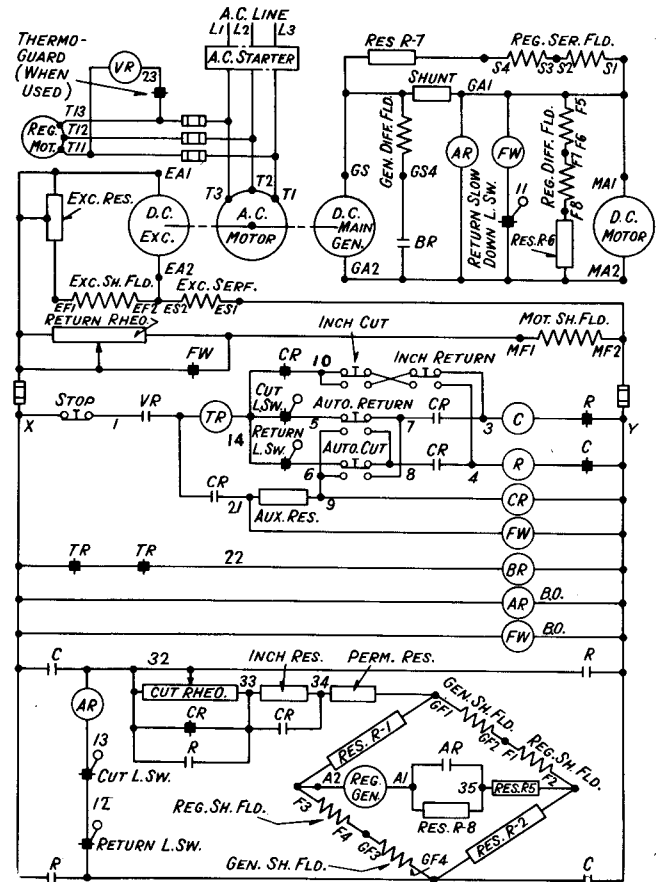 A.C. LINE
L1 L2 L3
THERMO-
GUARD
(WHEN
USED)
VR
23
A.C. STARTER
RES R-7
REG. SER. FLD.
S4 S3 S2 S1
SHUNT
GA1
T13
T12
T11
REG.
MOT.
EA1
GEN. DIFF FLD.
GS
GS4
AR
FW
RETURN SLOW
DOWN L. SW.
11
REG. DIFF FLD.
F5
F6
F7
F8
MA1
EXC. RES.
D.C.
EXC.
T3
T2
T1
A.C.
MOTOR
D.C.
MAIN
GEN.
BR
RES. R-6
D.C.
MOTOR
EA2
GA2
MA2
EXC. SH. FLD.
EXC. SERF.
EF1 EF2 ES2 ES1
RETURN RHEO.
INCH CUT
MOT. SH. FLD.
MF1
MF2
FW
CR
10
INCH RETURN
STOP
VR
CUT
L.SW.
AUTO. RETURN
CR
R
X
1
TR
14
5
7
3
C
Y
RETURN
L. SW.
AUTO. CUT
CR
C
6
8
4
R
CR
21
AUX. RES.
9
CR
FW
TR
TR
22
BR
AR
B.O.
FW
B.O.
C
32
33
INCH RES.
34
PERM. RES.
R
AR
CUT RHEO.
CR
CR
R
GF1
GEN. SH. FLD.
GF2
F1
REG. SH. FLD.
F2
RES. R-1
AR
13
CUT L. SW.
A2
REG.
GEN.
A1
35
RES. R5
RES. R-8
12
F3
REG. SH. FLD.
F4
GF3
RES. R-2
RETURN L. SW.
GEN. SH. FLD.
GF4
R
C